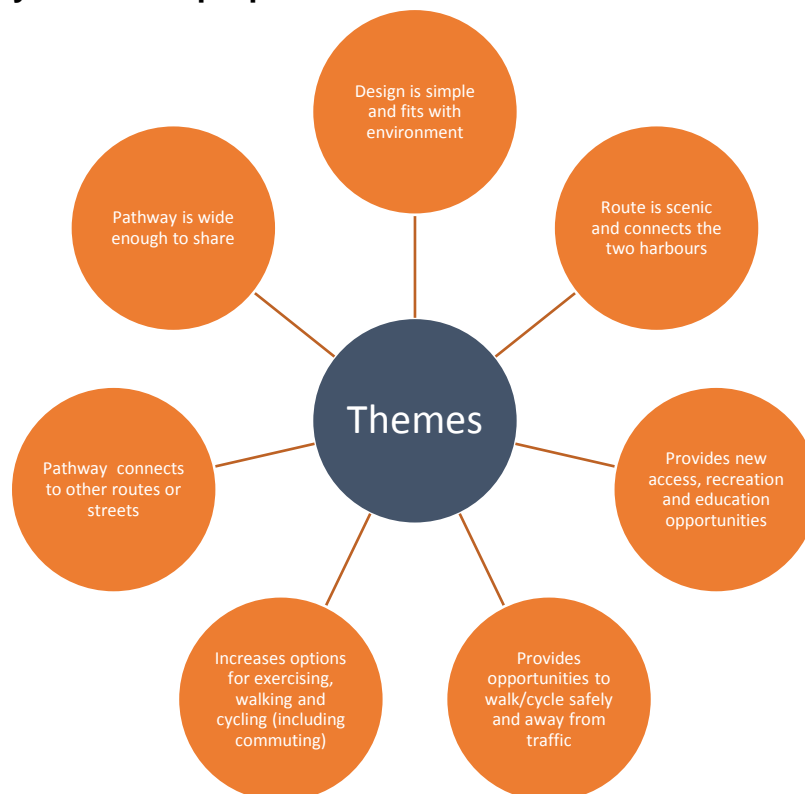 Design is simple
and fits with
environment
Pathway is wide
enough to share
Route is scenic
and connects the
two harbours
Themes
Pathway connects
to other routes or
streets
Provides new
access, recreation
and education
opportunities
Increases options
for exercising,
walking and
cycling (including
commuting)
Provides
opportunities to
walk/cycle safely
and away from
traffic